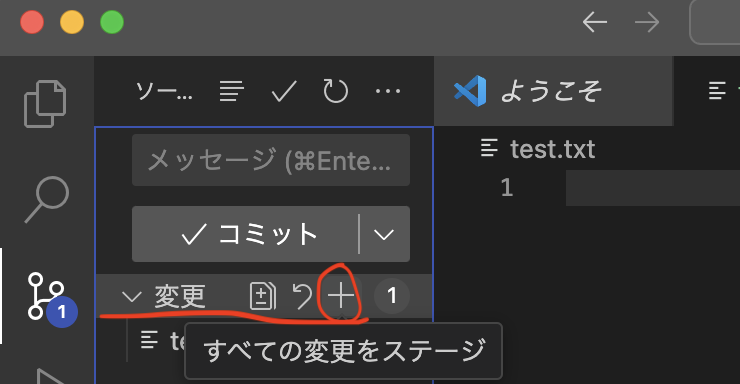 ソー...
ようこそ
メッセージ (⌘Ente...
test.txt
1
コミット
1
変更
1
te
すべての変更をステージ